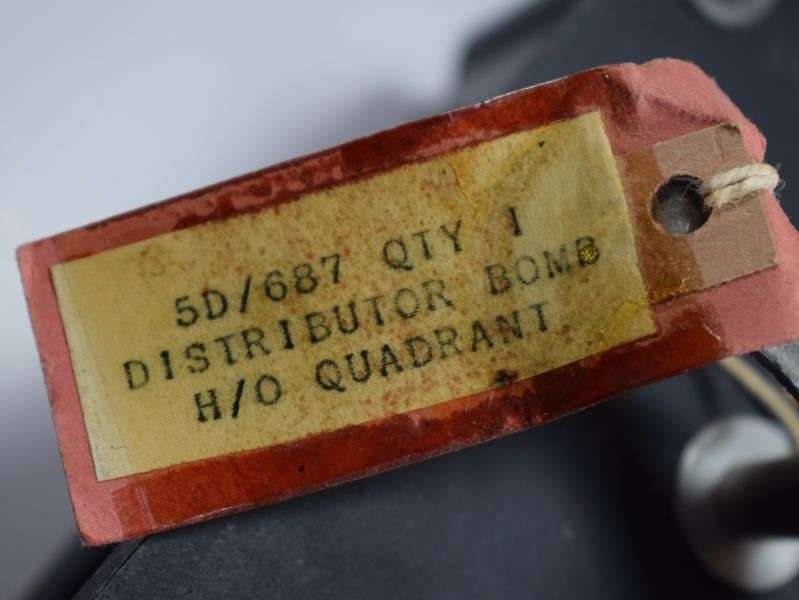 5D/687 QTY 1
DISTRIBUTOR BOMB
H/O QUADRANT